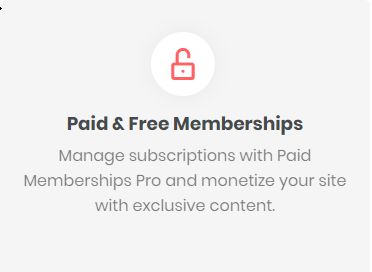 Paid & Free Memberships
Manage subscriptions with Paid
Memberships Pro and monetize your site
with exclusive content.